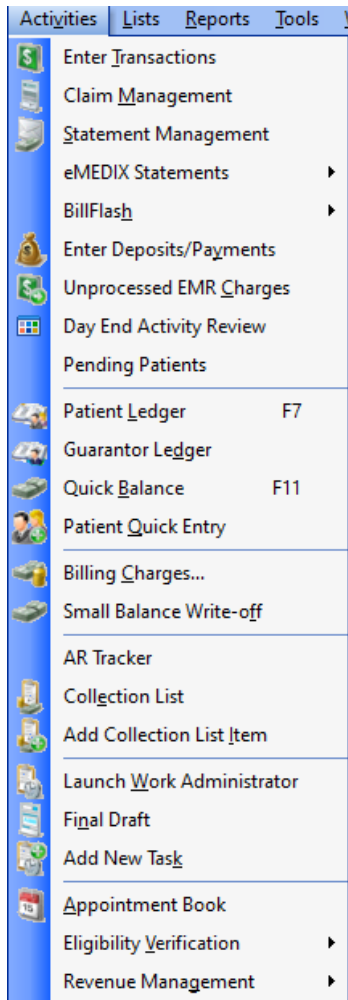 Activities Lists Reports Tools
Enter Transactions
Claim Management
Statement Management
eMEDIX Statements
BillFlash
Enter Deposits/Payments
Unprocessed EMR Charges
Day End Activity Review
Pending Patients
Patient Ledger F7
Guarantor Ledger
Quick Balance F11
Patient Quick Entry
Billing Charges...
Small Balance Write-off
AR Tracker
Collection List
Add Collection List Item
Launch Work Administrator
Final Draft
Add New Task
Appointment Book
Eligibility Verification
Revenue Management